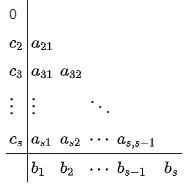 0
c₂ a₂₁
c₃ a₃₁ a₃₂
⋮ ⋮ ⋱
cₛ aₛ₁ aₛ₂ ⋯ aₛ,ₛ₋₁
b₁ b₂ ⋯ bₛ₋₁ bₛ